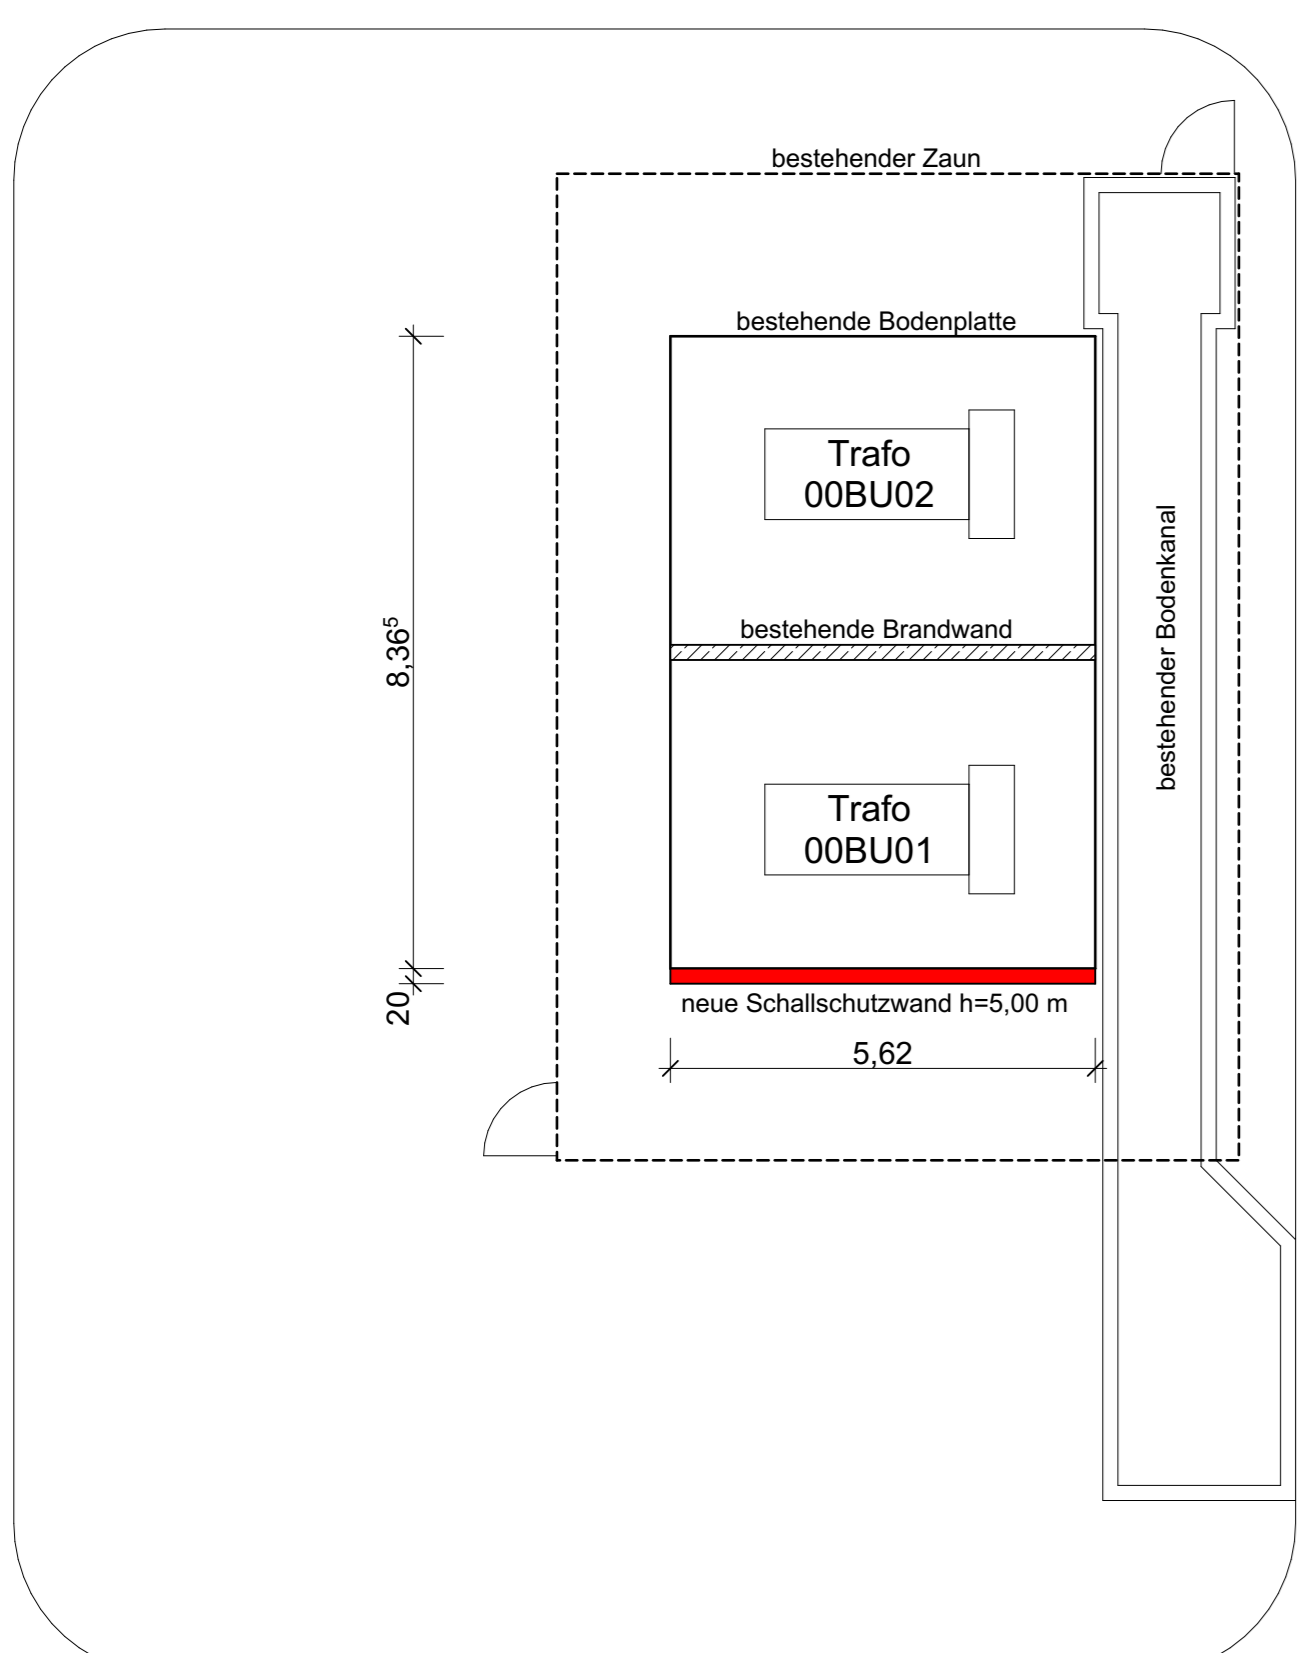 bestehender Zaun
bestehende Bodenplatte
Trafo
00BU02
bestehende Brandwand
8,36⁵
bestehender Bodenkanal
Trafo
00BU01
20
neue Schallschutzwand h=5,00 m
5,62